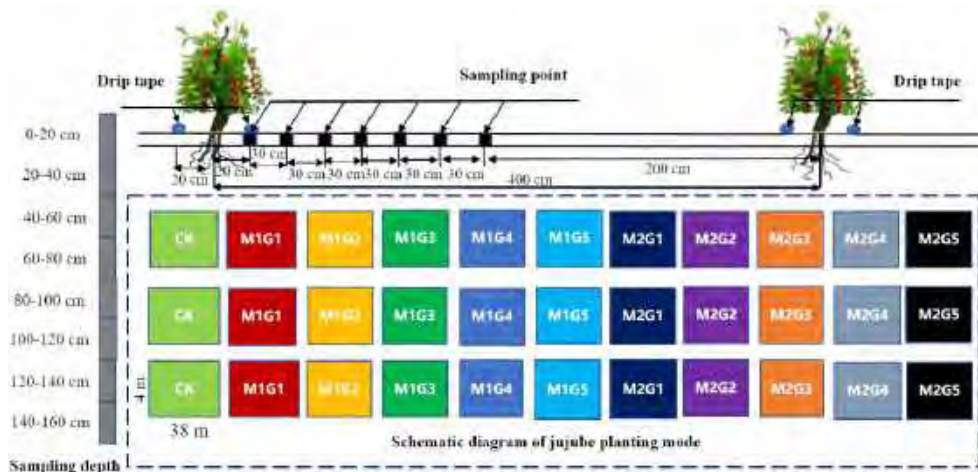 Drip tape
Sampling point
Drip tape
0-20 cm
20-40 cm
40-60 cm
60-80 cm
80-100 cm
100-120 cm
120-140 cm
140-160 cm
Sampling depth
20 cm
20 cm
30 cm
30 cm
30 cm
30 cm
30 cm
30 cm
200 cm
400 cm
CK M1G1 M1G2 M1G3 M1G4 M1G5 M2G1 M2G2 M2G3 M2G4 M2G5
CK M1G1 M1G2 M1G3 M1G4 M1G5 M2G1 M2G2 M2G3 M2G4 M2G5
CK M1G1 M1G2 M1G3 M1G4 M1G5 M2G1 M2G2 M2G3 M2G4 M2G5
4 m
38 m
Schematic diagram of jujube planting mode